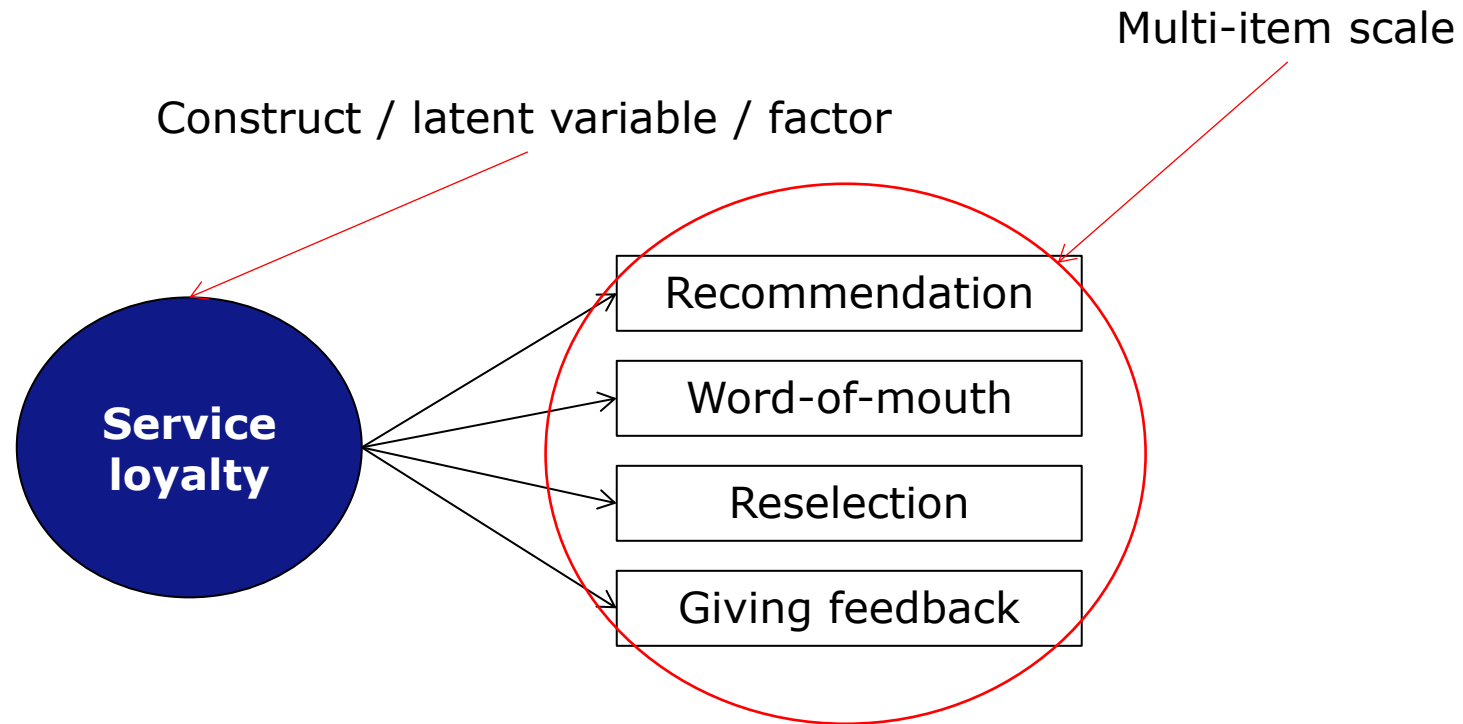 Multi-item scale
Construct / latent variable / factor
Service
loyalty
Recommendation
Word-of-mouth
Reselection
Giving feedback